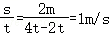 s/t = 2m/(4t-2t) = 1m/s